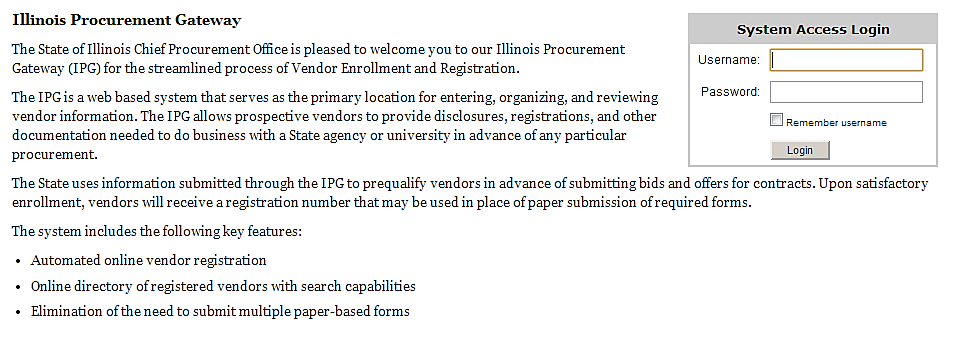 Illinois Procurement Gateway
The State of Illinois Chief Procurement Office is pleased to welcome you to our Illinois Procurement
Gateway (IPG) for the streamlined process of Vendor Enrollment and Registration.
The IPG is a web based system that serves as the primary location for entering, organizing, and reviewing
vendor information. The IPG allows prospective vendors to provide disclosures, registrations, and other
documentation needed to do business with a State agency or university in advance of any particular
procurement.
System Access Login
Username:
Password:
Remember username
Login
The State uses information submitted through the IPG to prequalify vendors in advance of submitting bids and offers for contracts. Upon satisfactory
enrollment, vendors will receive a registration number that may be used in place of paper submission of required forms.
The system includes the following key features:
• Automated online vendor registration
• Online directory of registered vendors with search capabilities
• Elimination of the need to submit multiple paper-based forms